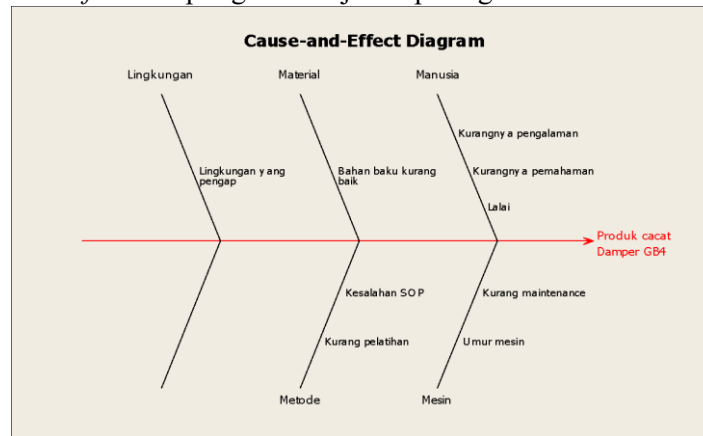 Cause-and-Effect Diagram
Lingkungan
Material
Manusia
Kurangnya pengalaman
Lingkungan yang
pengap
Bahan baku kurang
baik
Kurangnya pemahaman
Lalai
Produk cacat
Damper GB4
Kesalahan SOP
Kurang maintenance
Kurang pelatihan
Umur mesin
Metode
Mesin